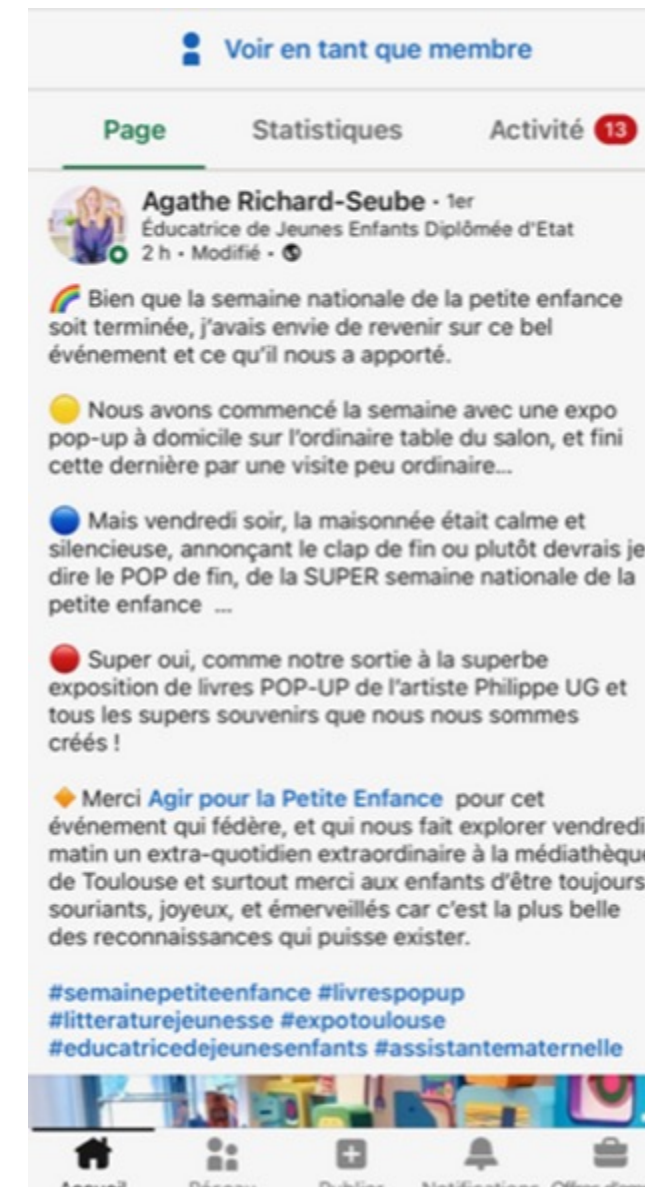 Voir en tant que membre
Page Statistiques Activité 13
Agathe Richard-Seube · 1er
Éducatrice de Jeunes Enfants Diplômée d'Etat
2 h · Modifié ·
Bien que la semaine nationale de la petite enfance
soit terminée, j'avais envie de revenir sur ce bel
événement et ce qu'il nous a apporté.
Nous avons commencé la semaine avec une expo
pop-up à domicile sur l'ordinaire table du salon, et fini
cette dernière par une visite peu ordinaire...
Mais vendredi soir, la maisonnée était calme et
silencieuse, annonçant le clap de fin ou plutôt devrais je
dire le POP de fin, de la SUPER semaine nationale de la
petite enfance ...
Super oui, comme notre sortie à la superbe
exposition de livres POP-UP de l'artiste Philippe UG et
tous les supers souvenirs que nous nous sommes
créés !
Merci Agir pour la Petite Enfance pour cet
événement qui fédère, et qui nous fait explorer vendredi
matin un extra-quotidien extraordinaire à la médiathèque
de Toulouse et surtout merci aux enfants d'être toujours
souriants, joyeux, et émerveillés car c'est la plus belle
des reconnaissances qui puisse exister.
#semainepetiteenfance #livrespopup
#litteraturejeunesse #expotoulouse
#educatricedejeunesenfants #assistantematernelle